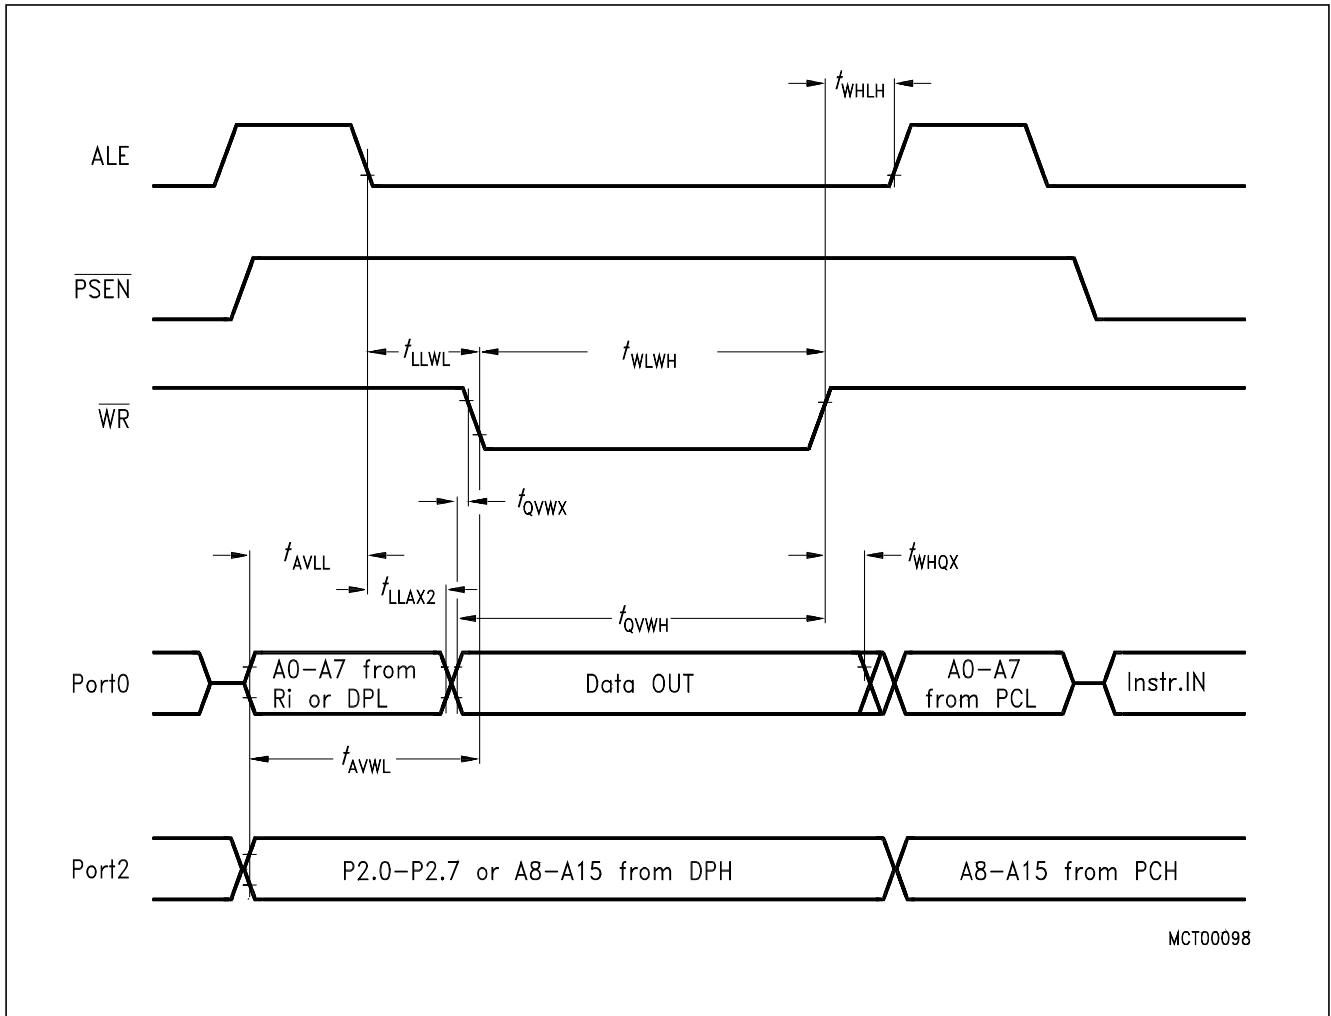 tWHLH
ALE
PSEN
tLLWL
tWLWH
WR
tQVWX
tAVLL
tWHQX
tLLAX2
tQVWH
Port0
A0-A7 from
Ri or DPL
Data OUT
A0-A7
from PCL
Instr.IN
tAVWL
Port2
P2.0-P2.7 or A8-A15 from DPH
A8-A15 from PCH
MCT00098